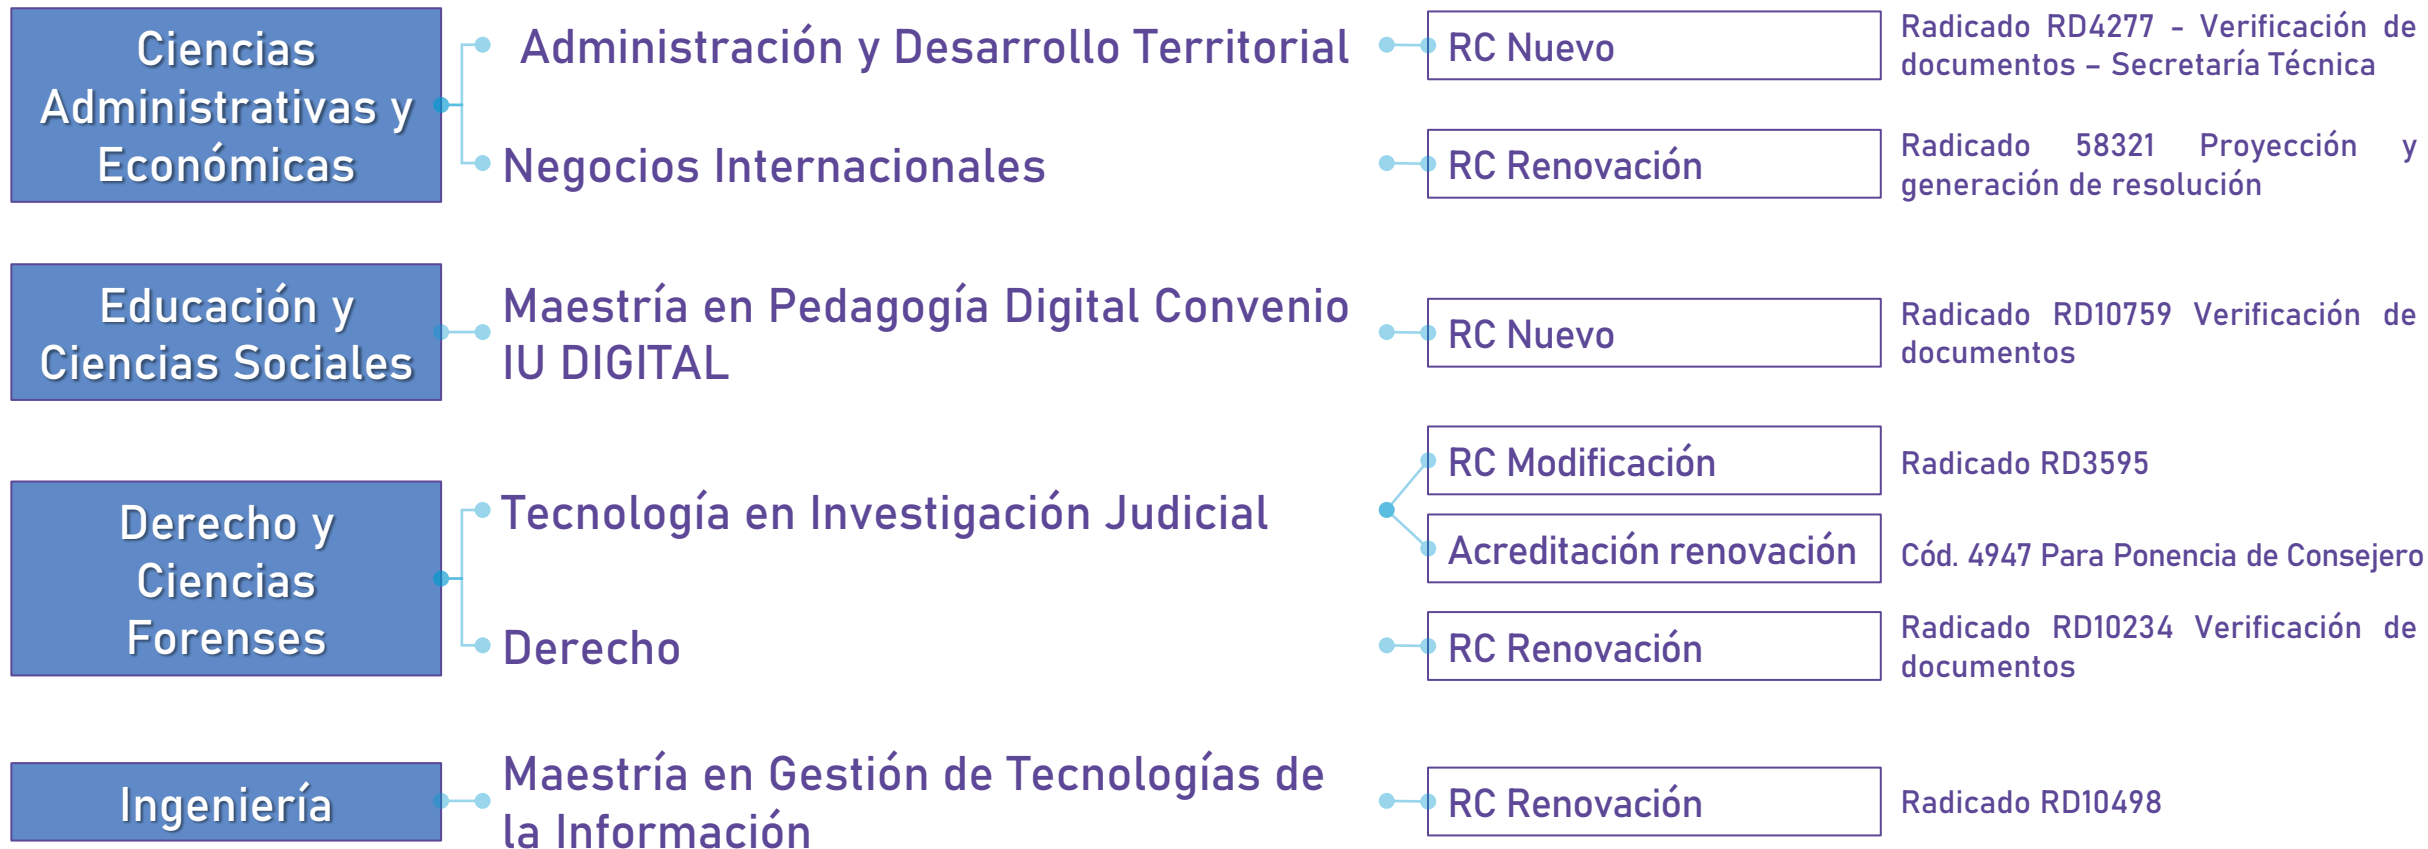 Ciencias
Administrativas y
Económicas
Administración y Desarrollo Territorial
RC Nuevo
Radicado RD4277 - Verificación de
documentos – Secretaría Técnica
Negocios Internacionales
RC Renovación
Radicado 58321 Proyección y
generación de resolución
Educación y
Ciencias Sociales
Maestría en Pedagogía Digital Convenio
IU DIGITAL
RC Nuevo
Radicado RD10759 Verificación de
documentos
Derecho y
Ciencias
Forenses
Tecnología en Investigación Judicial
RC Modificación
Radicado RD3595
Acreditación renovación
Cód. 4947 Para Ponencia de Consejero
Derecho
RC Renovación
Radicado RD10234 Verificación de
documentos
Ingeniería
Maestría en Gestión de Tecnologías de
la Información
RC Renovación
Radicado RD10498